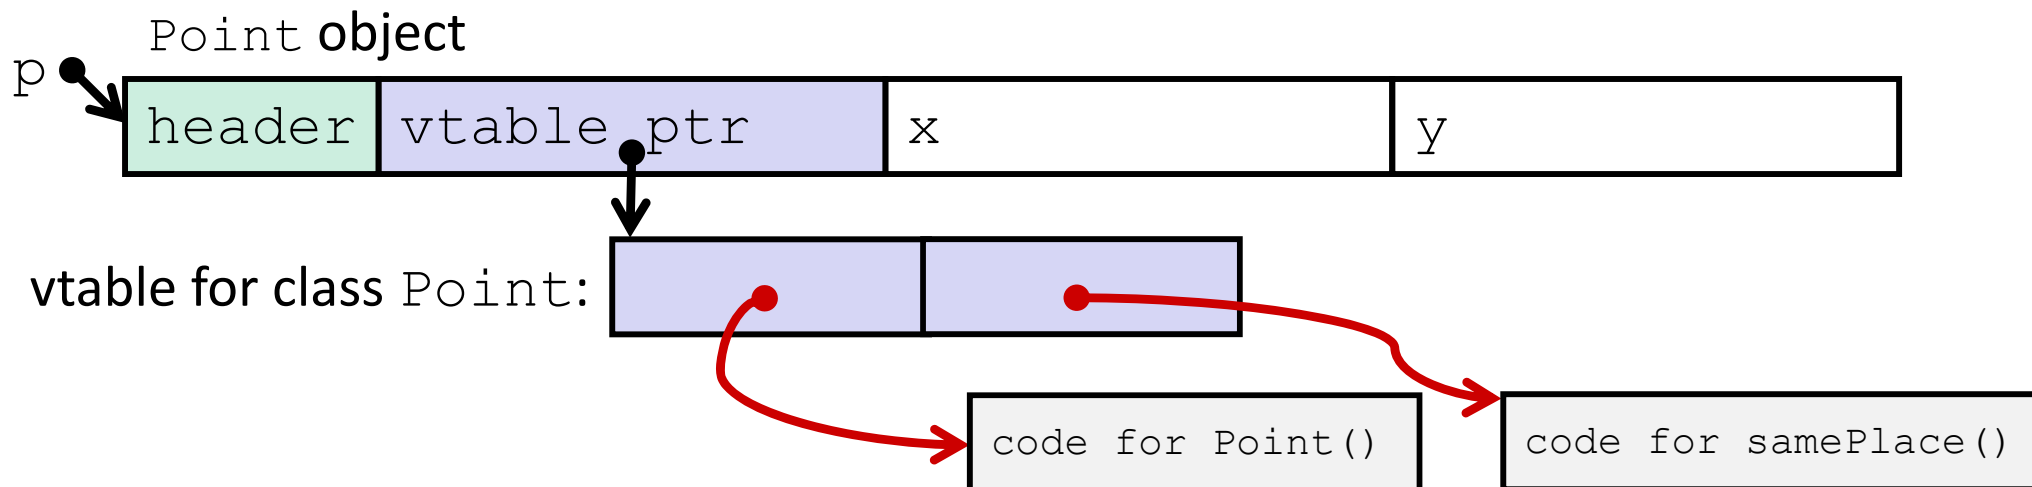 Point object
p
header vtable ptr x y
vtable for class Point:
code for Point() code for samePlace()